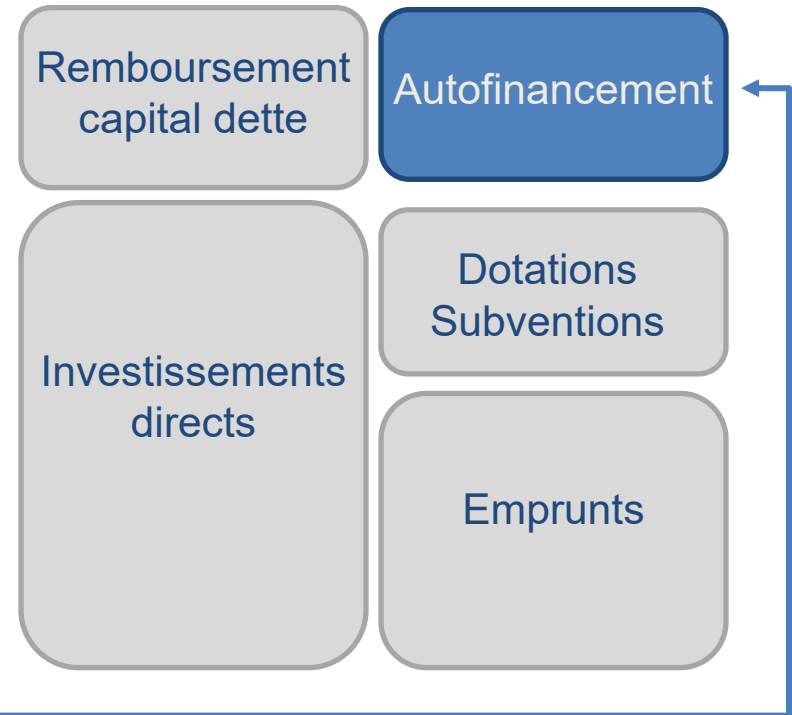 Remboursement
capital dette
Autofinancement
Investissements
directs
Dotations
Subventions
Emprunts